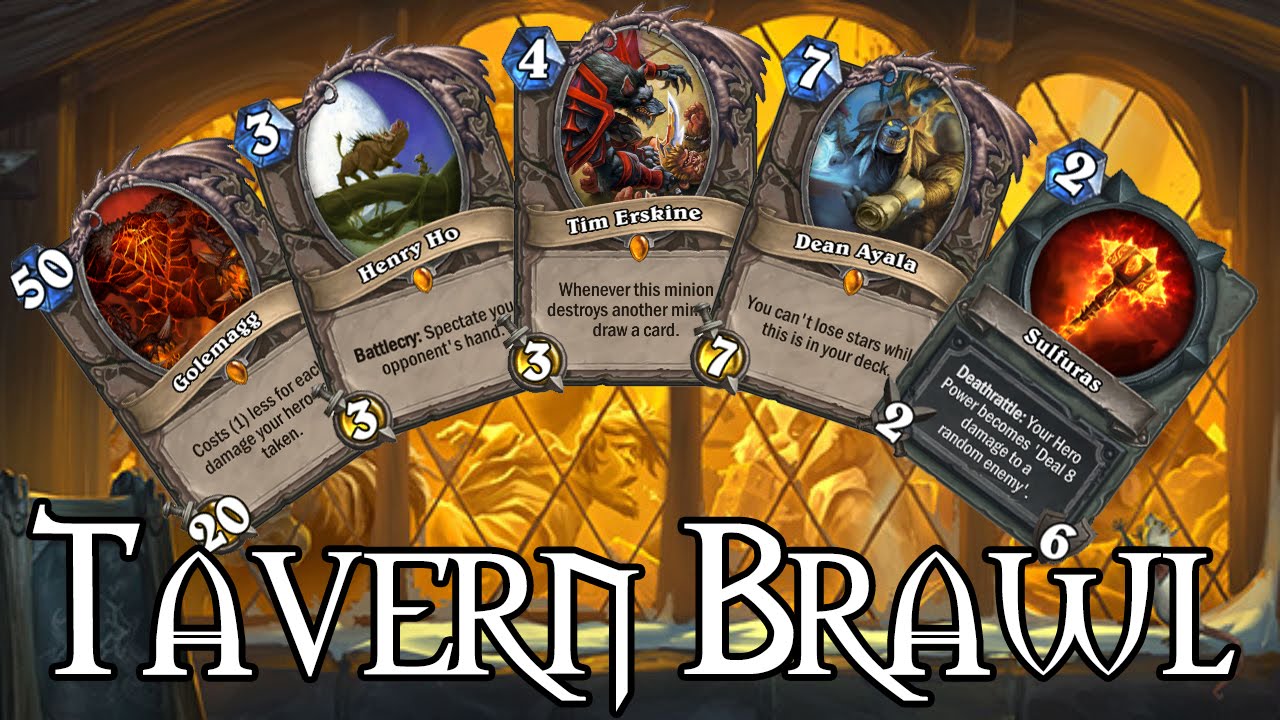 50
Golemagg
Costs (1) less for each
damage your hero
taken.
20
3
Henry Ho
Battlecry: Spectate you
opponent's hand.
3
4
Tim Erskine
Whenever this minion
destroys another min
draw a card.
3
7
7
Dean Ayala
You can't lose stars whil
this is in your deck.
2
Sulfuras
Deathrattle: Your Hero
Power becomes 'Deal 8
damage to a
random enemy'.
2
6
TAVERN BRAWL